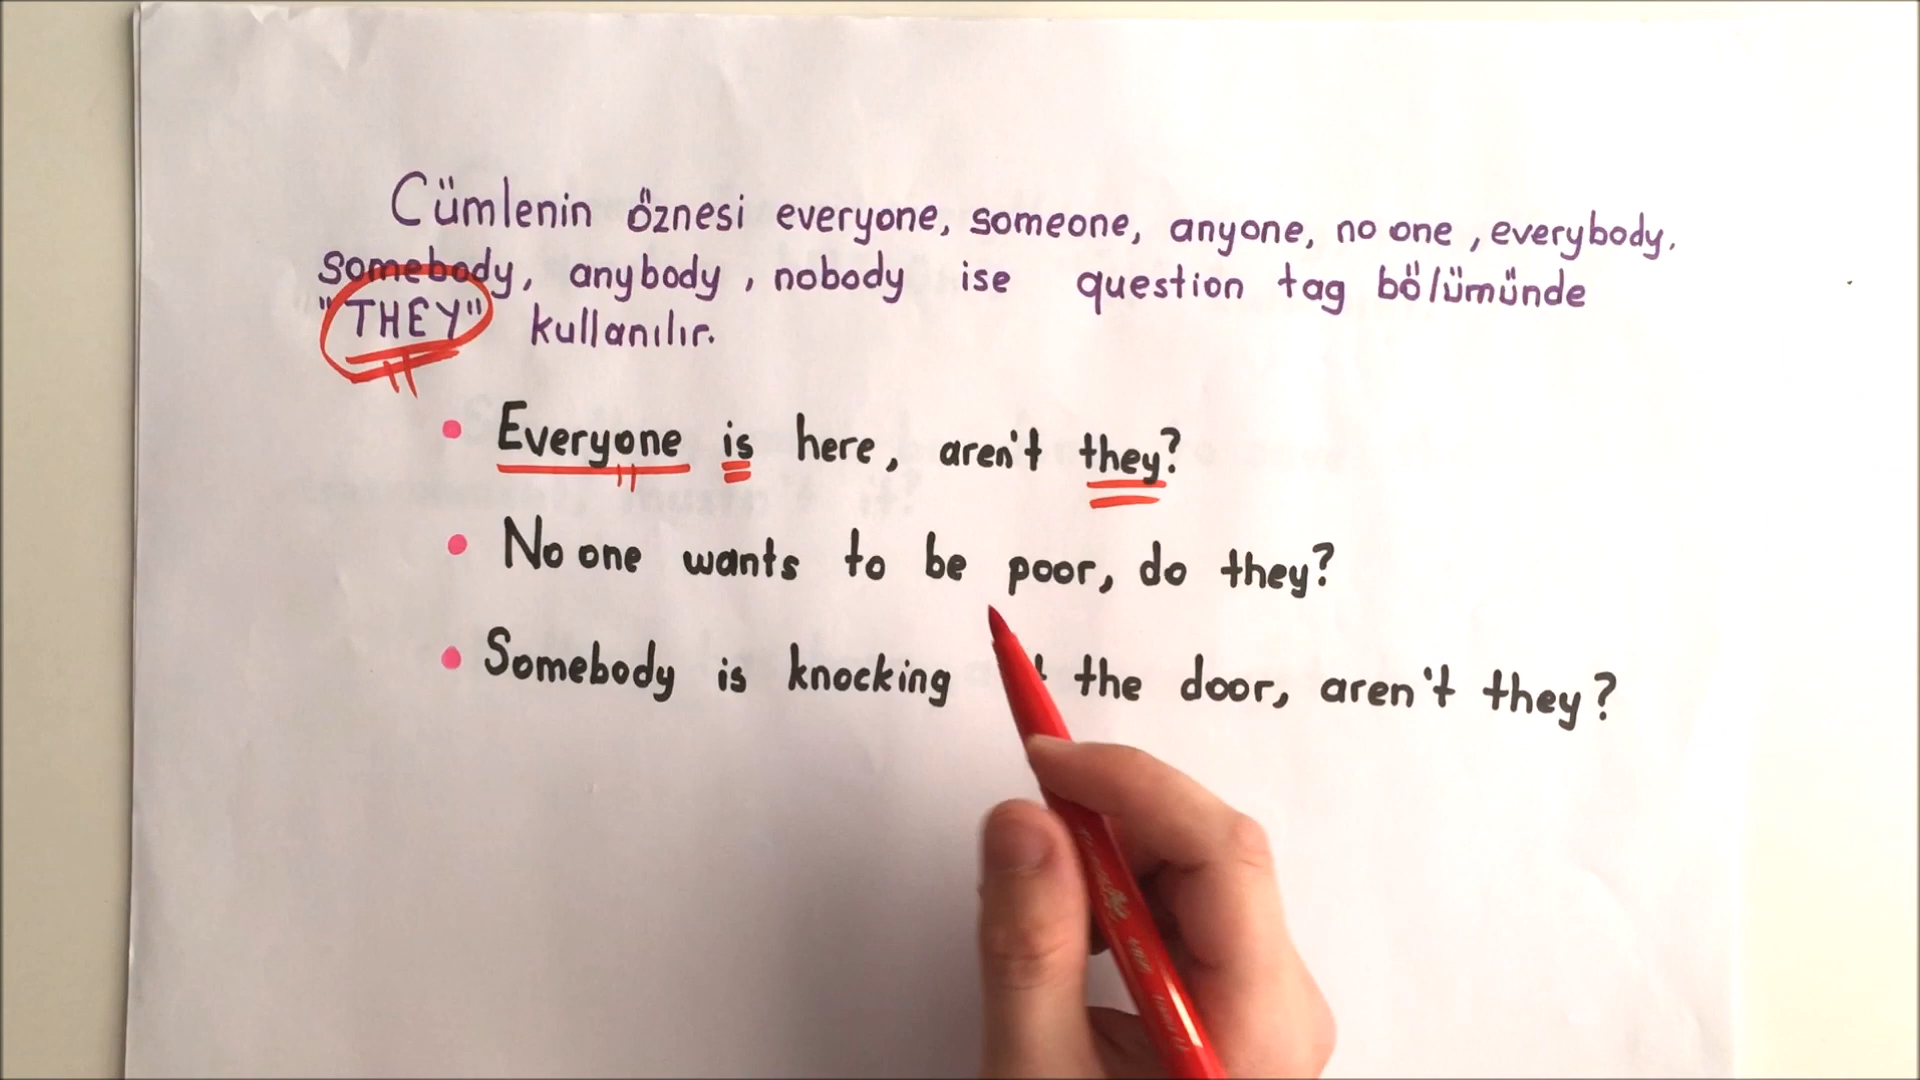 Cümlenin öznesi everyone, someone, anyone, no one, everybody,
somebody, anybody, nobody ise question tag bölümünde
"THEY" kullanılır.
• Everyone is here, aren't they?
• No one wants to be poor, do they?
• Somebody is knocking the door, aren't they?